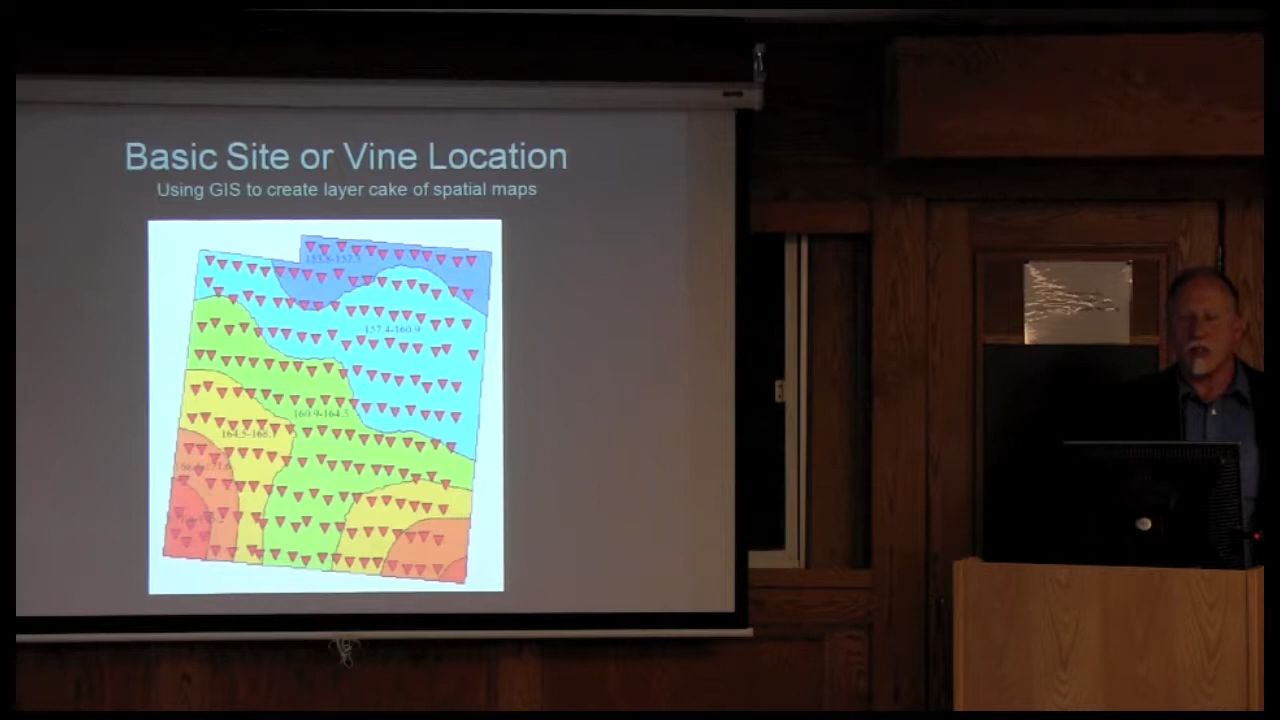 Basic Site or Vine Location
Using GIS to create layer cake of spatial maps
157.4-160.9
160.9-164.5